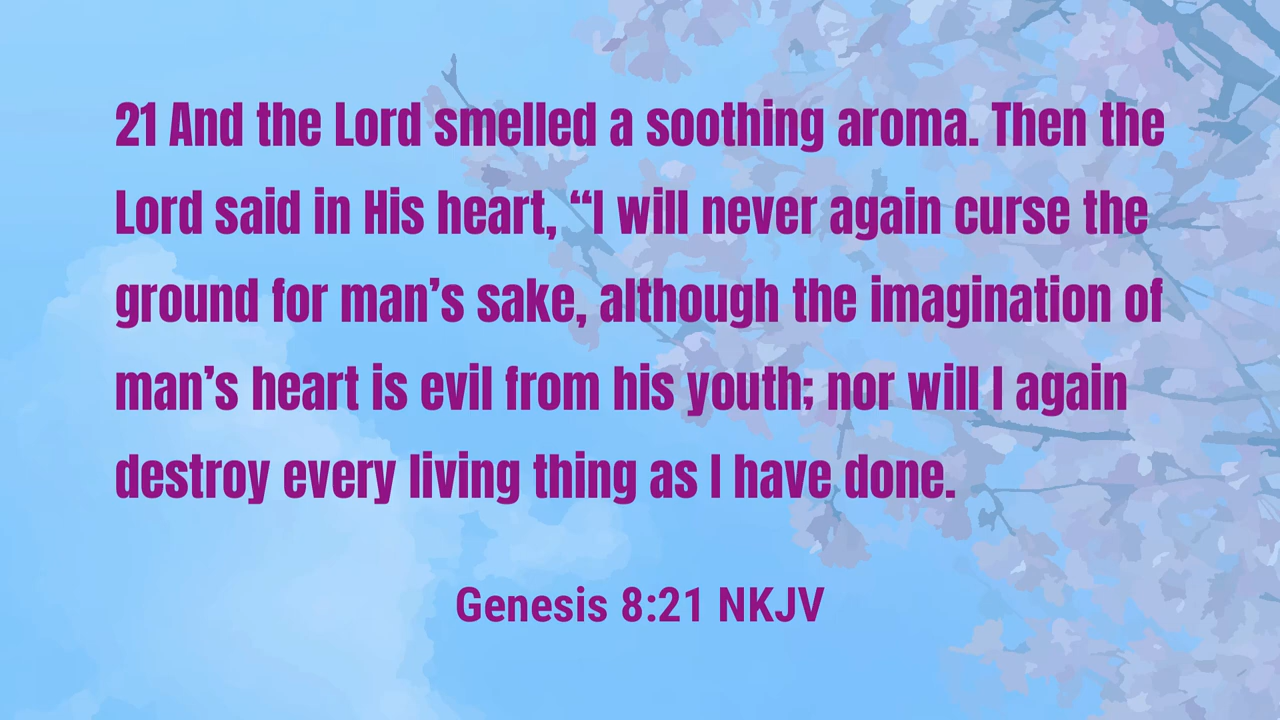 21 And the Lord smelled a soothing aroma. Then the
Lord said in His heart, “I will never again curse the
ground for man’s sake, although the imagination of
man’s heart is evil from his youth; nor will I again
destroy every living thing as I have done.
Genesis 8:21 NKJV